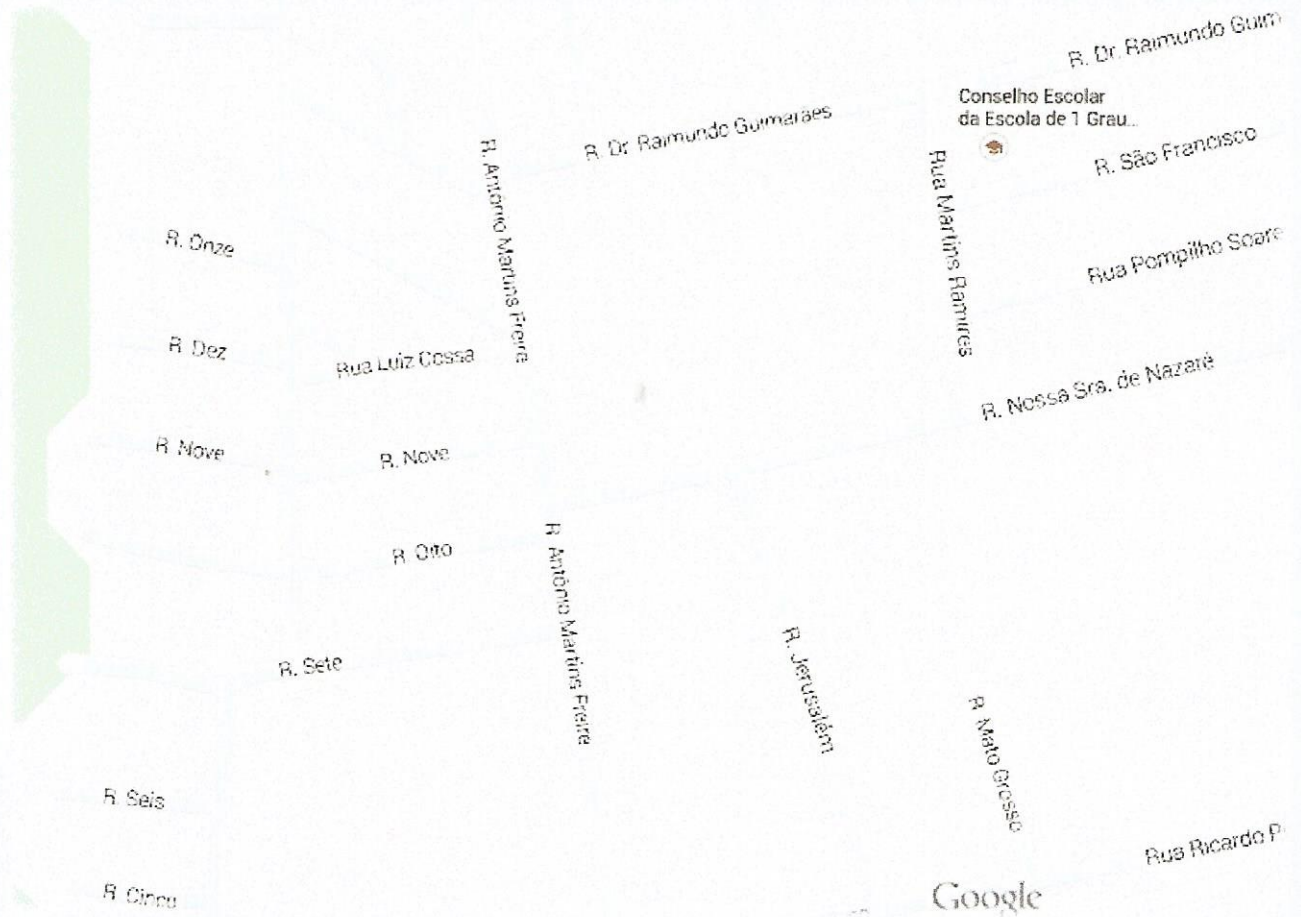 R. Dr. Raimundo Guim
Conselho Escolar
da Escola de 1 Grau...
R. Dr. Raimundo Guimarães
R. São Francisco
R. Antônio Martins Freire
Rua Martins Ramires
R. Onze
Rua Pompilho Soare
R. Dez
Rua Luiz Cossa
R. Nossa Sra. de Nazaré
R. Nove
R. Nove
R. Oito
R. Antônio Martins Freire
R. Sete
R. Jerusalém
R. Mato Grosso
R. Seis
Rua Ricardo P
R. Cinco
Google